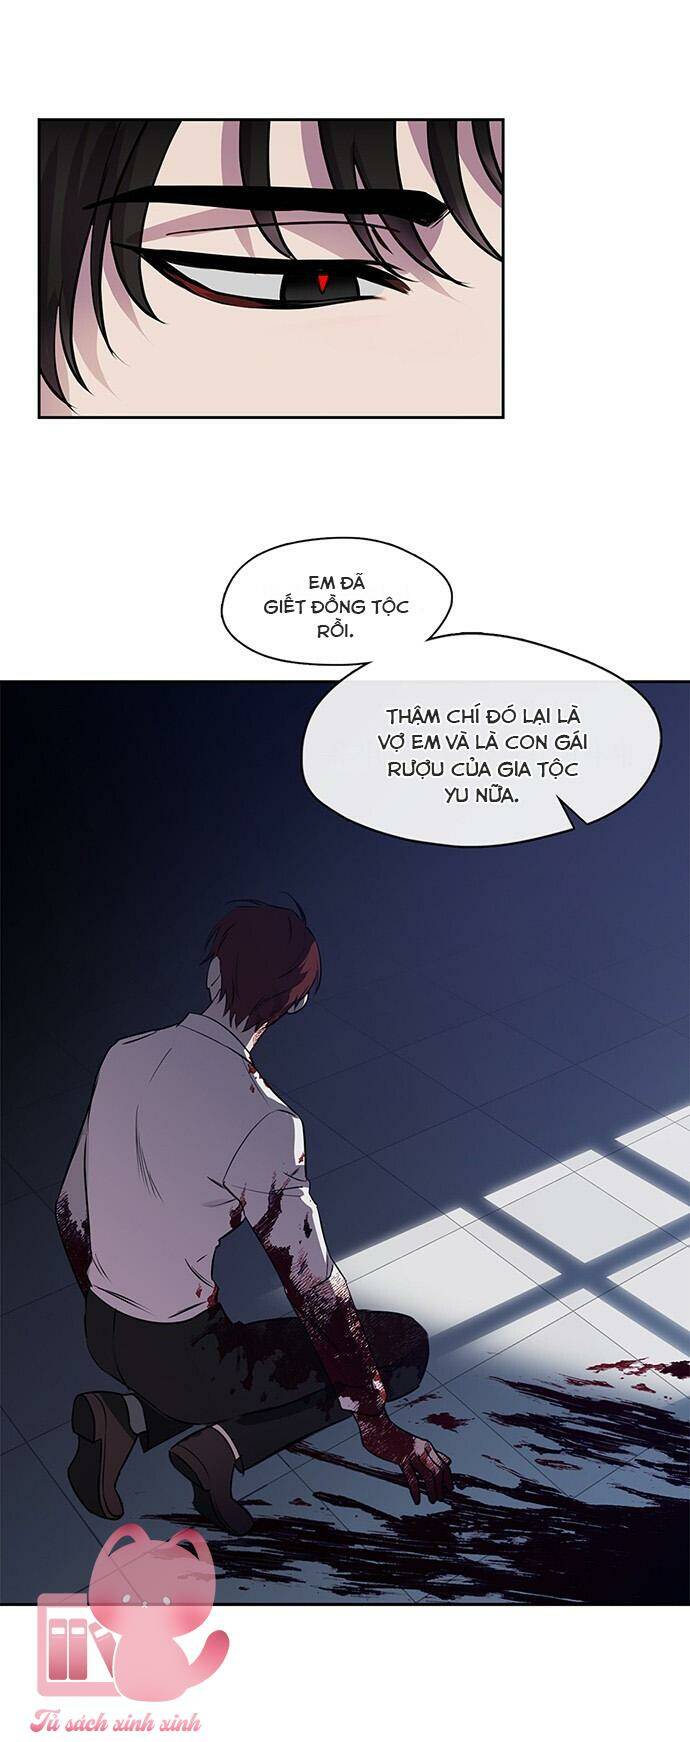 EM ĐÃ
GIẾT ĐỒNG TỘC
RỒI.
THẬM CHÍ ĐÓ LẠI LÀ
VỢ EM VÀ LÀ CON GÁI
RƯỢU CỦA GIA TỘC
YU NỮA.
Tủ sách xinh xinh